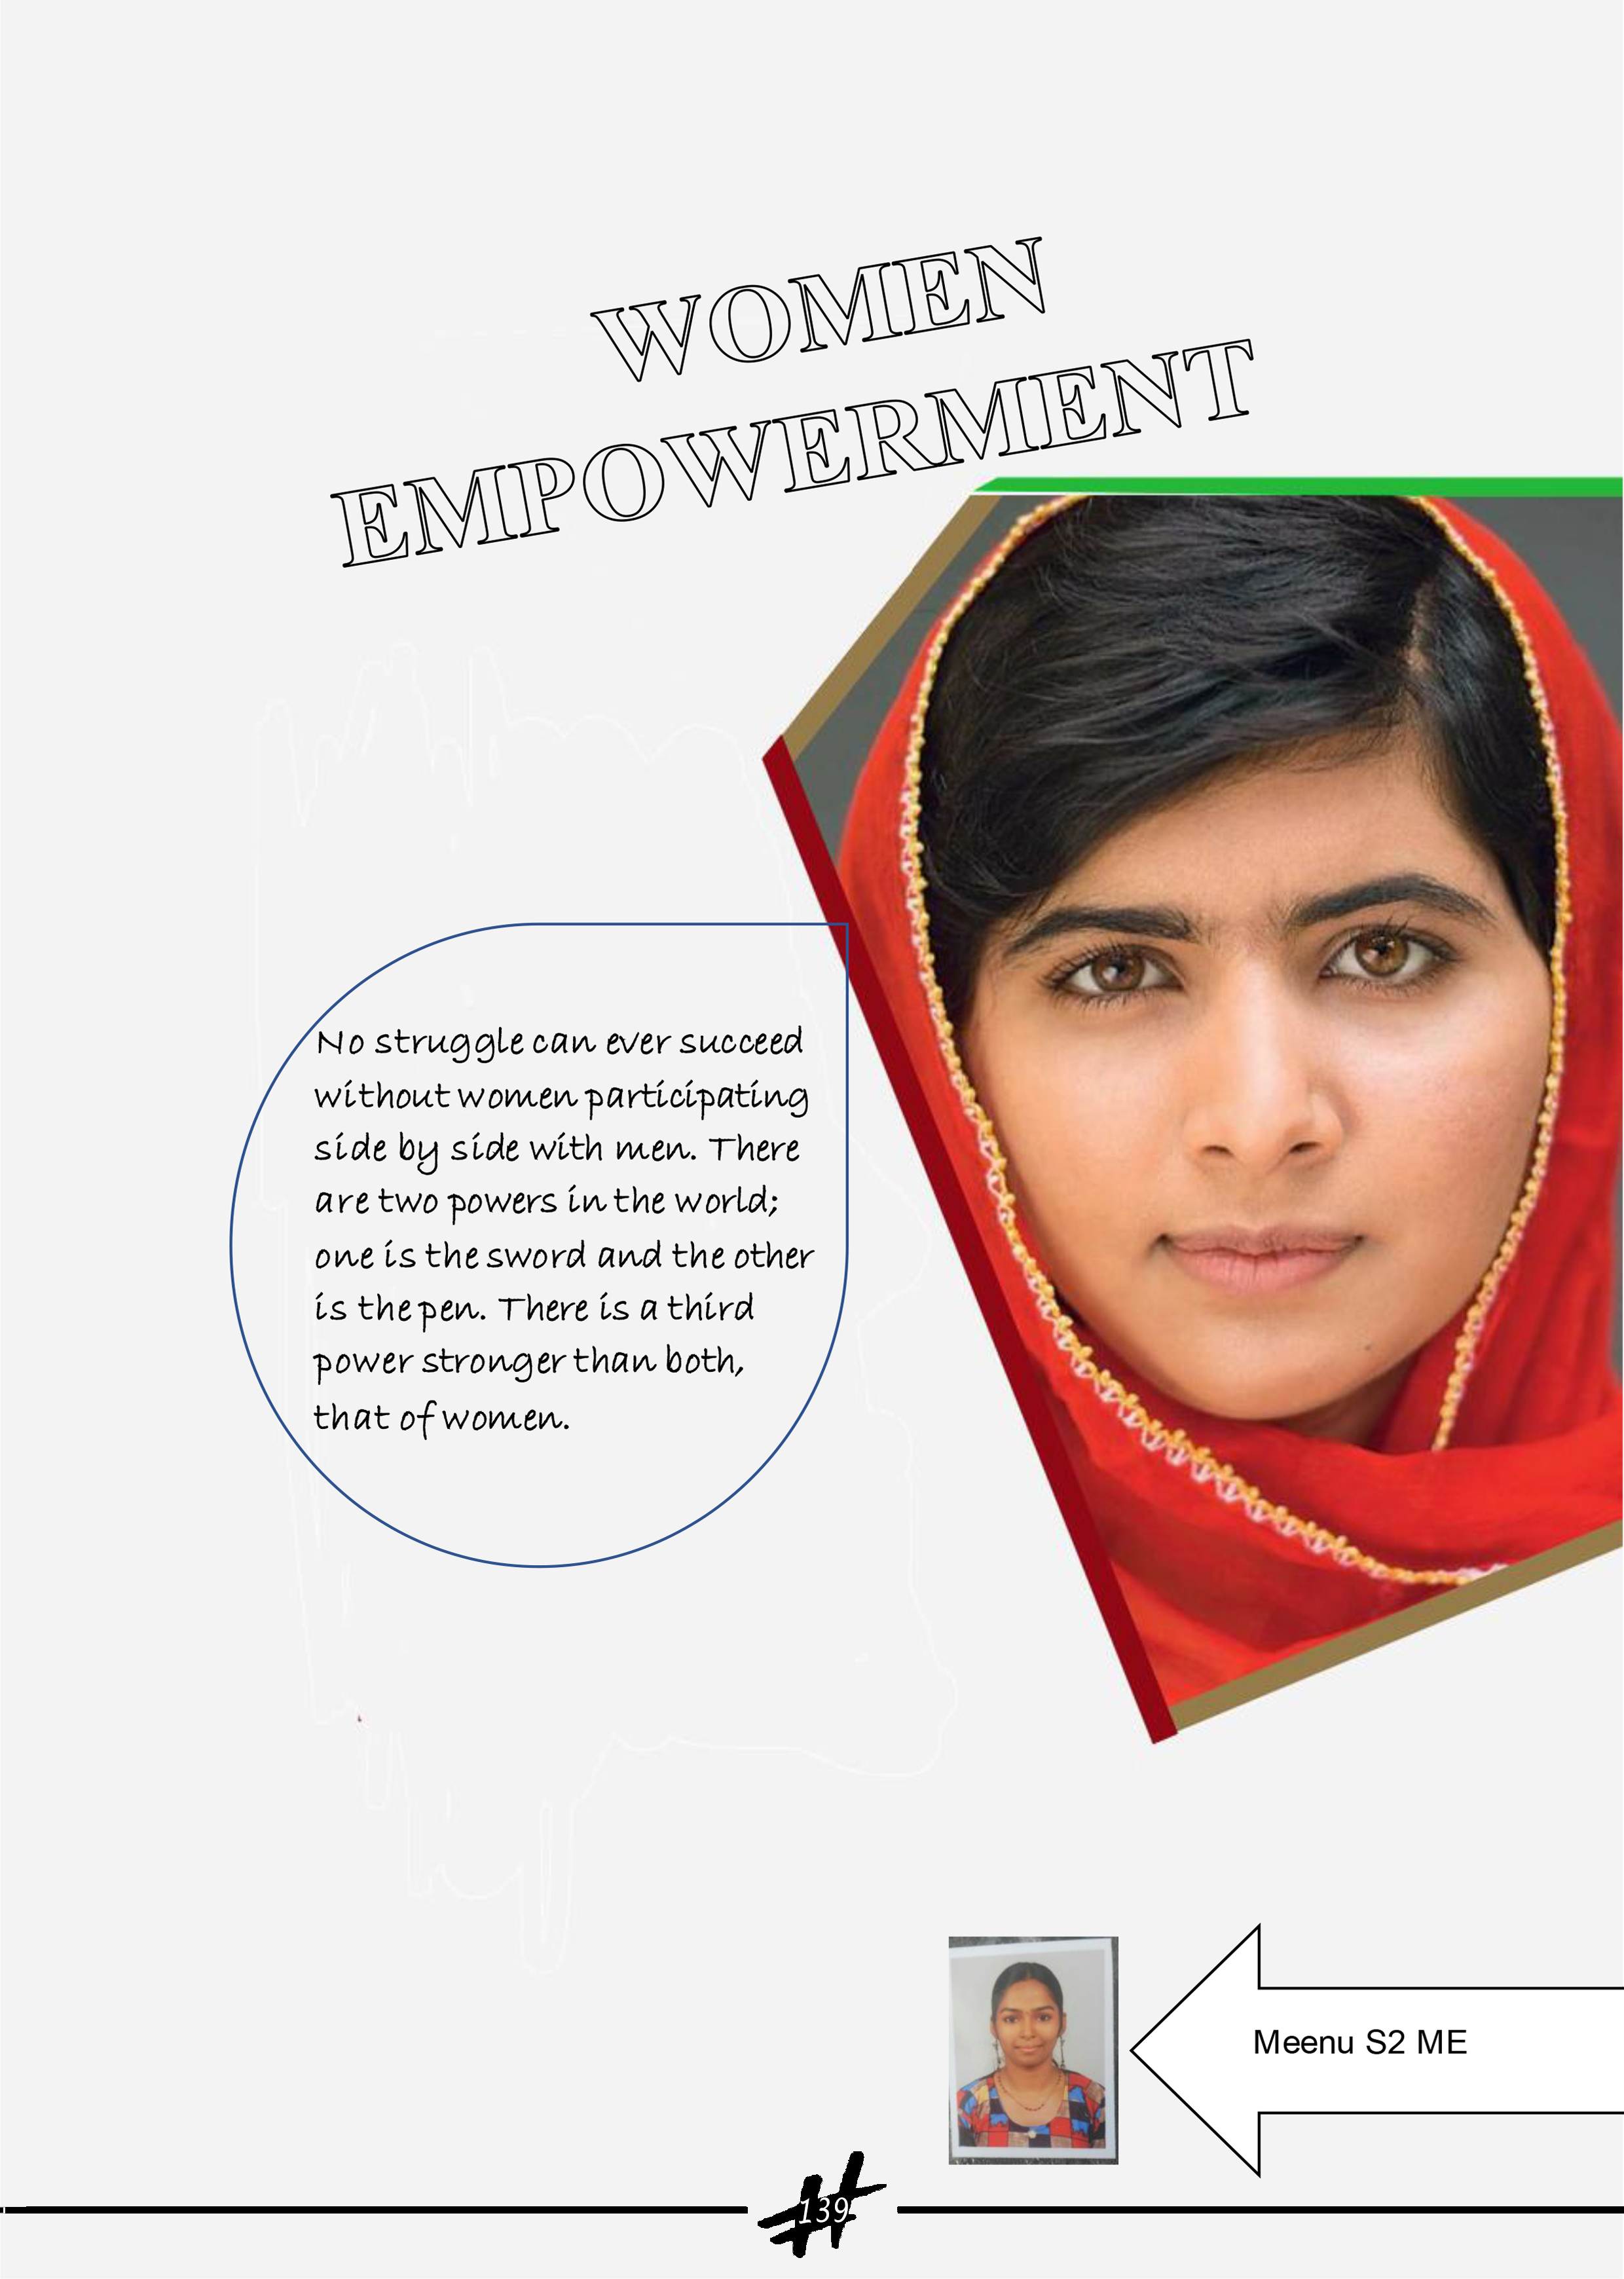 WOMEN
EMPOWERMENT
No struggle can ever succeed
without women participating
side by side with men. There
are two powers in the world;
one is the sword and the other
is the pen. There is a third
power stronger than both,
that of women.
Meenu S2 ME
139